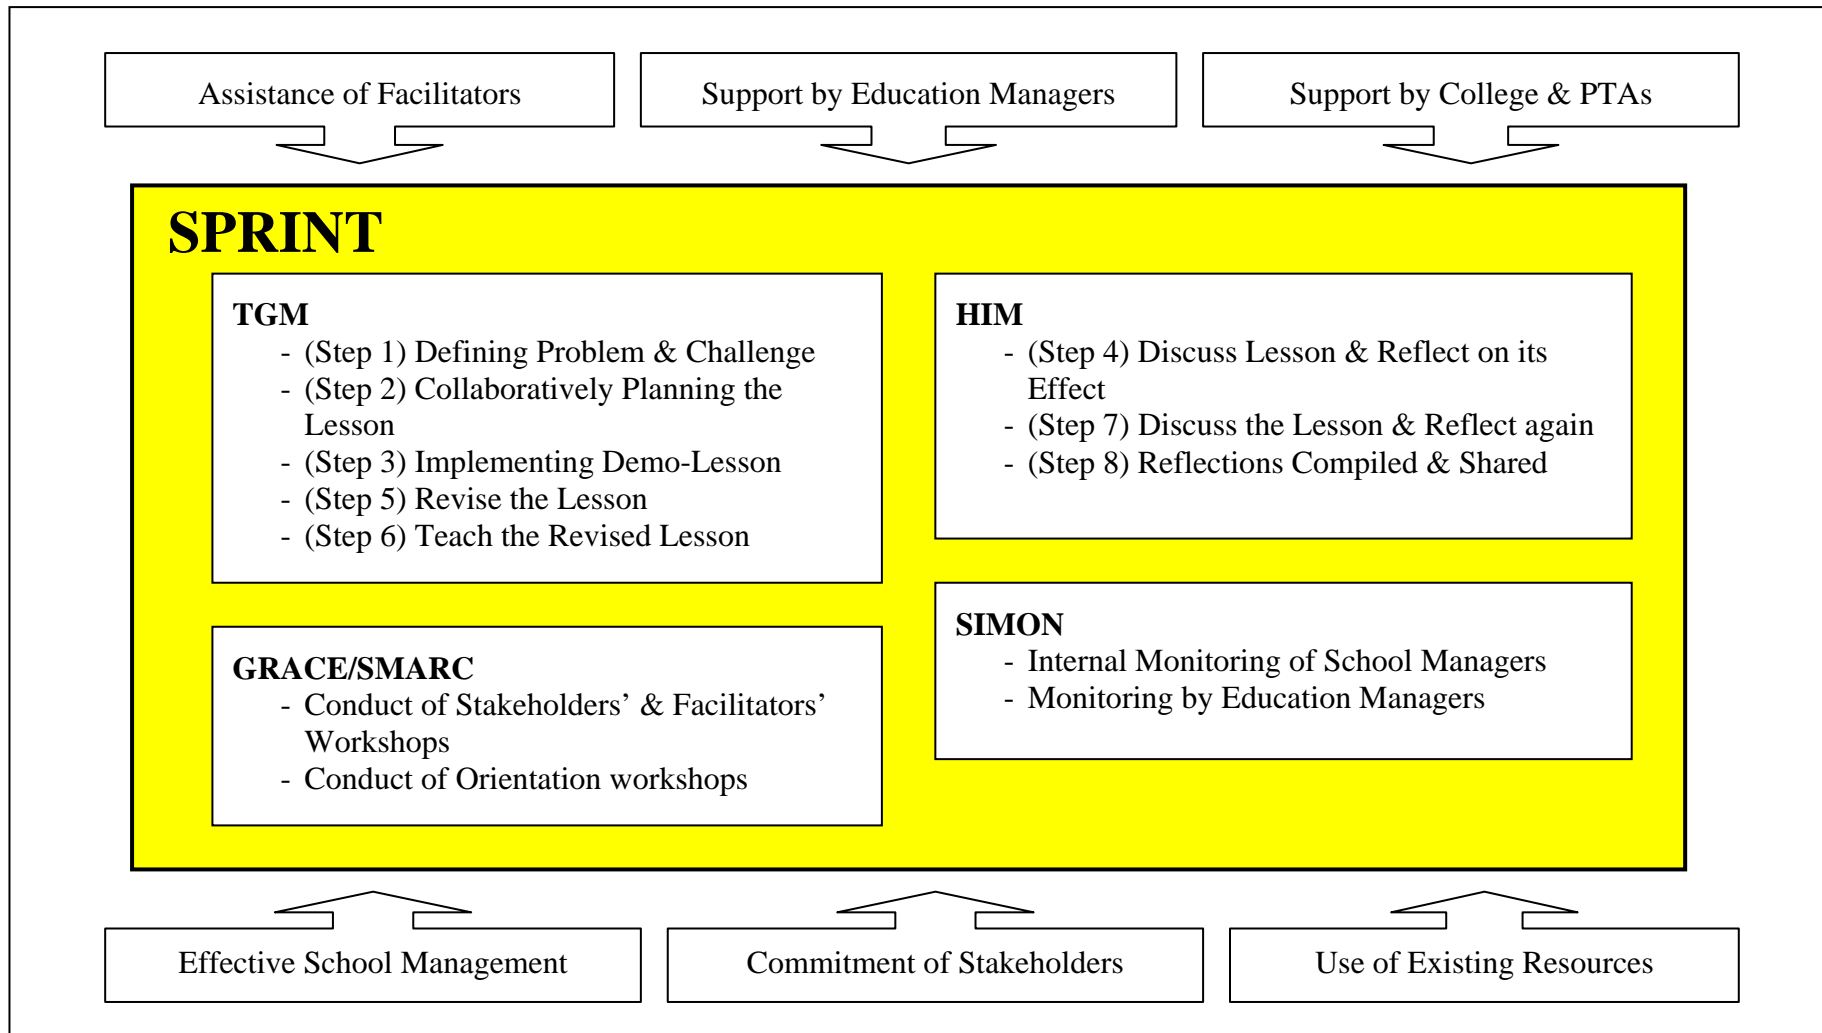 Assistance of Facilitators
Support by Education Managers
Support by College & PTAs
SPRINT
TGM
- (Step 1) Defining Problem & Challenge
- (Step 2) Collaboratively Planning the
Lesson
- (Step 3) Implementing Demo-Lesson
- (Step 5) Revise the Lesson
- (Step 6) Teach the Revised Lesson
HIM
- (Step 4) Discuss Lesson & Reflect on its
Effect
- (Step 7) Discuss the Lesson & Reflect again
- (Step 8) Reflections Compiled & Shared
GRACE/SMARC
- Conduct of Stakeholders’ & Facilitators’
Workshops
- Conduct of Orientation workshops
SIMON
- Internal Monitoring of School Managers
- Monitoring by Education Managers
Effective School Management
Commitment of Stakeholders
Use of Existing Resources